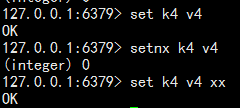 127.0.0.1:6379> set k4 v4
OK
127.0.0.1:6379> setnx k4 v4
(integer) 0
127.0.0.1:6379> set k4 v4 xx
OK